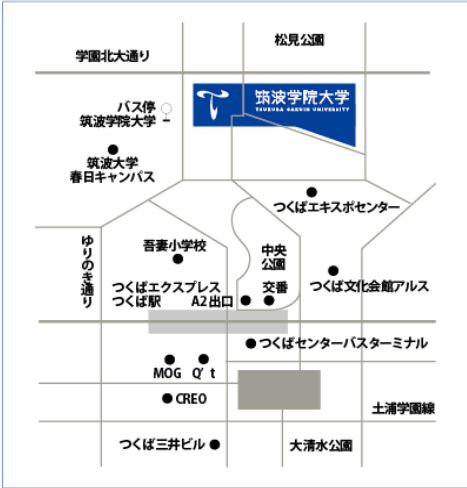 松見公園
学園北大通り
筑波学院大学
TSUKUBA GAKUIN UNIVERSITY
バス停
筑波学院大学
筑波大学
春日キャンパス
つくばエキスポセンター
ゆりのき通り
吾妻小学校
中央
公園
つくば文化会館アルス
つくばエクスプレス
つくば駅
A2出口
交番
つくばセンターバスターミナル
MOG
Q't
CREO
土浦学園線
つくば三井ビル
大清水公園